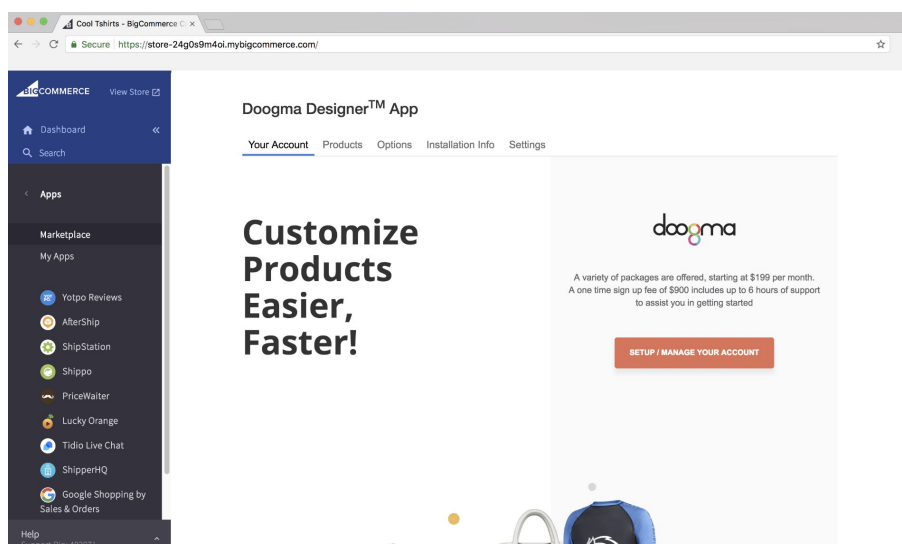 Cool Tshirts - BigCommerce C
Secure https://store-24g0s9m4oi.mybigcommerce.com/
BIGCOMMERCE View Store
Dashboard
Search
Apps
Marketplace
My Apps
Yotpo Reviews
AfterShip
ShipStation
Shippo
PriceWaiter
Lucky Orange
Tidio Live Chat
ShipperHQ
Google Shopping by
Sales & Orders
Help
Doogma Designer™ App
Your Account Products Options Installation Info Settings
Customize
Products
Easier,
Faster!
doogma
A variety of packages are offered, starting at $199 per month.
A one time sign up fee of $900 includes up to 6 hours of support
to assist you in getting started
SETUP / MANAGE YOUR ACCOUNT